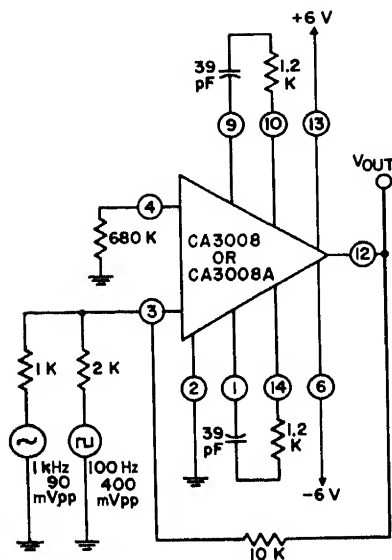 +6 V
39
pF
1.2
K
9
10
13
VOUT
4
680 K
CA3008
OR
CA3008A
12
3
1 K
2 K
2
1
14
6
39
pF
1.2
K
1 kHz
90
mVpp
100 Hz
400
mVpp
-6 V
10 K